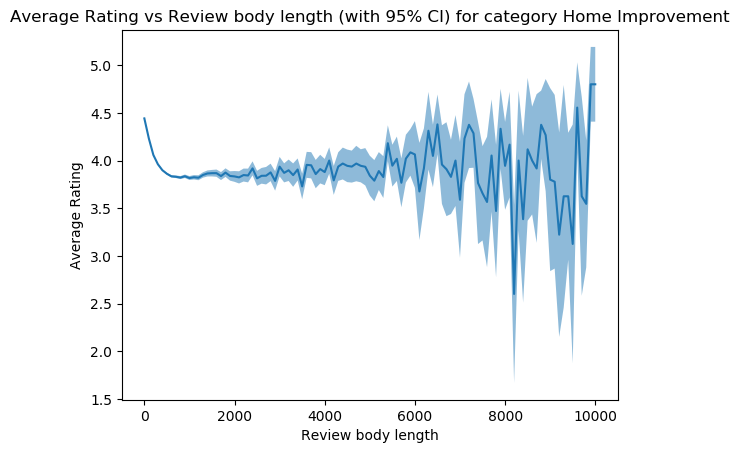 Average Rating vs Review body length (with 95% CI) for category Home Improvement
5.0
4.5
4.0
3.5
3.0
2.5
2.0
1.5
Average Rating
0 2000 4000 6000 8000 10000
Review body length